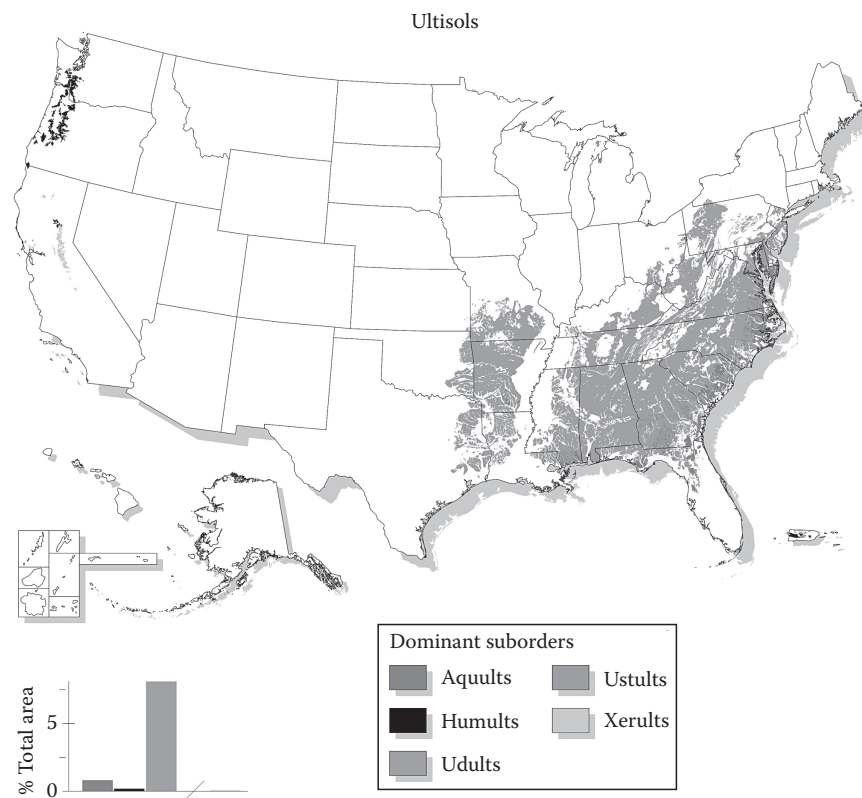 Ultisols
Dominant suborders
Aquults
Ustults
Humults
Xerults
Udults
% Total area
5
0